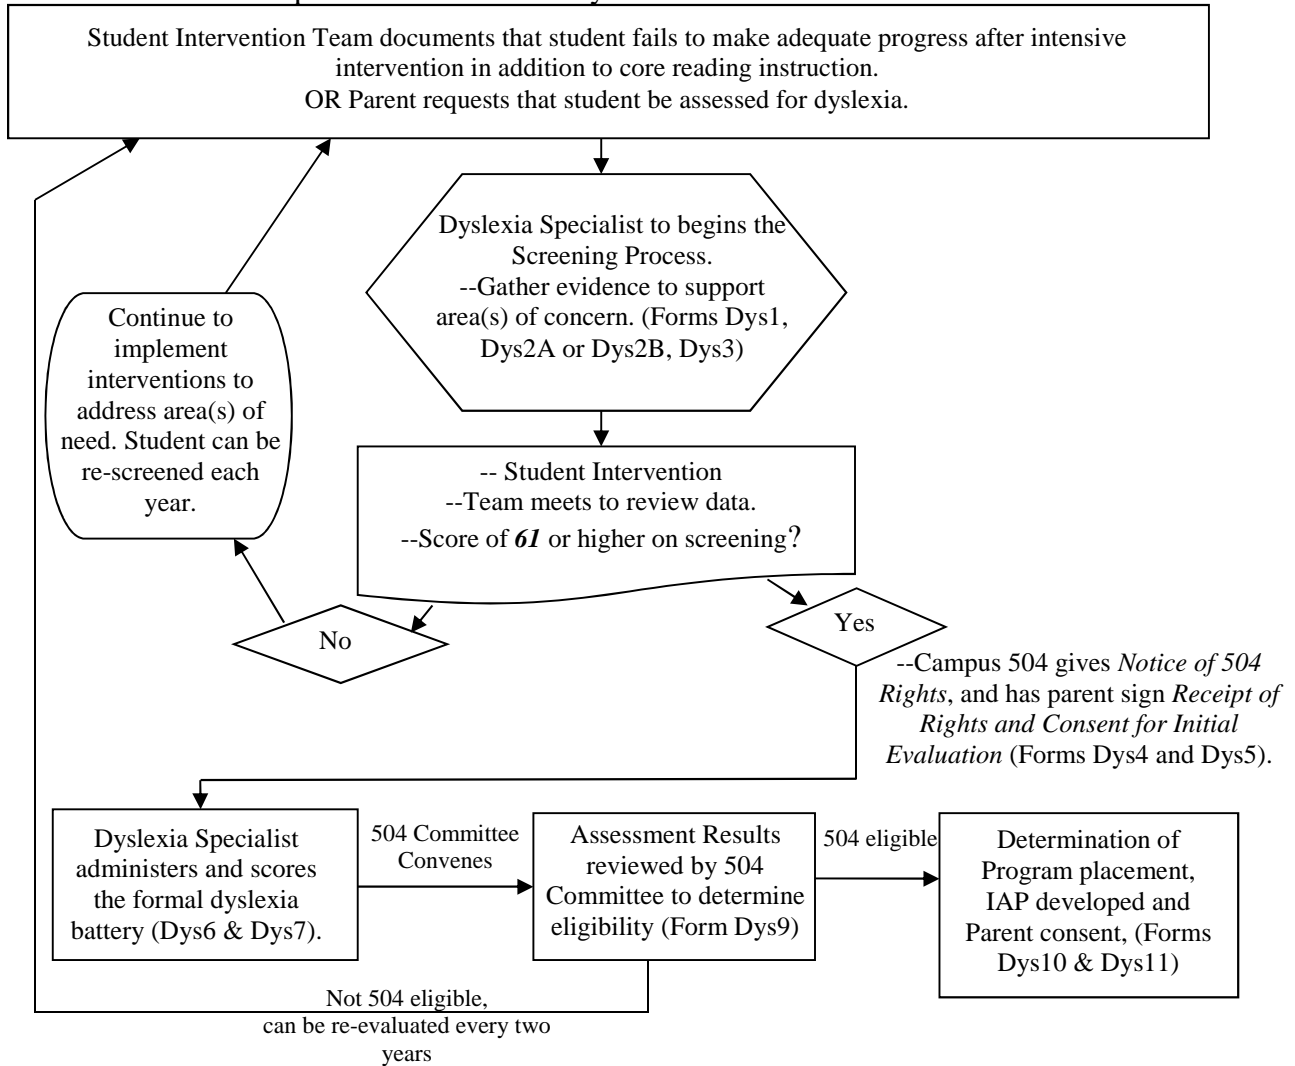 Student Intervention Team documents that student fails to make adequate progress after intensive
intervention in addition to core reading instruction.
OR Parent requests that student be assessed for dyslexia.
Dyslexia Specialist to begins the
Screening Process.
--Gather evidence to support
area(s) of concern. (Forms Dys1,
Dys2A or Dys2B, Dys3)
Continue to
implement
interventions to
address area(s) of
need. Student can be
re-screened each
year.
-- Student Intervention
--Team meets to review data.
--Score of 61 or higher on screening?
No
Yes
--Campus 504 gives Notice of 504
Rights, and has parent sign Receipt of
Rights and Consent for Initial
Evaluation (Forms Dys4 and Dys5).
Dyslexia Specialist
administers and scores
the formal dyslexia
battery (Dys6 & Dys7).
504 Committee
Convenes
Assessment Results
reviewed by 504
Committee to determine
eligibility (Form Dys9)
504 eligible
Determination of
Program placement,
IAP developed and
Parent consent, (Forms
Dys10 & Dys11)
Not 504 eligible,
can be re-evaluated every two
years